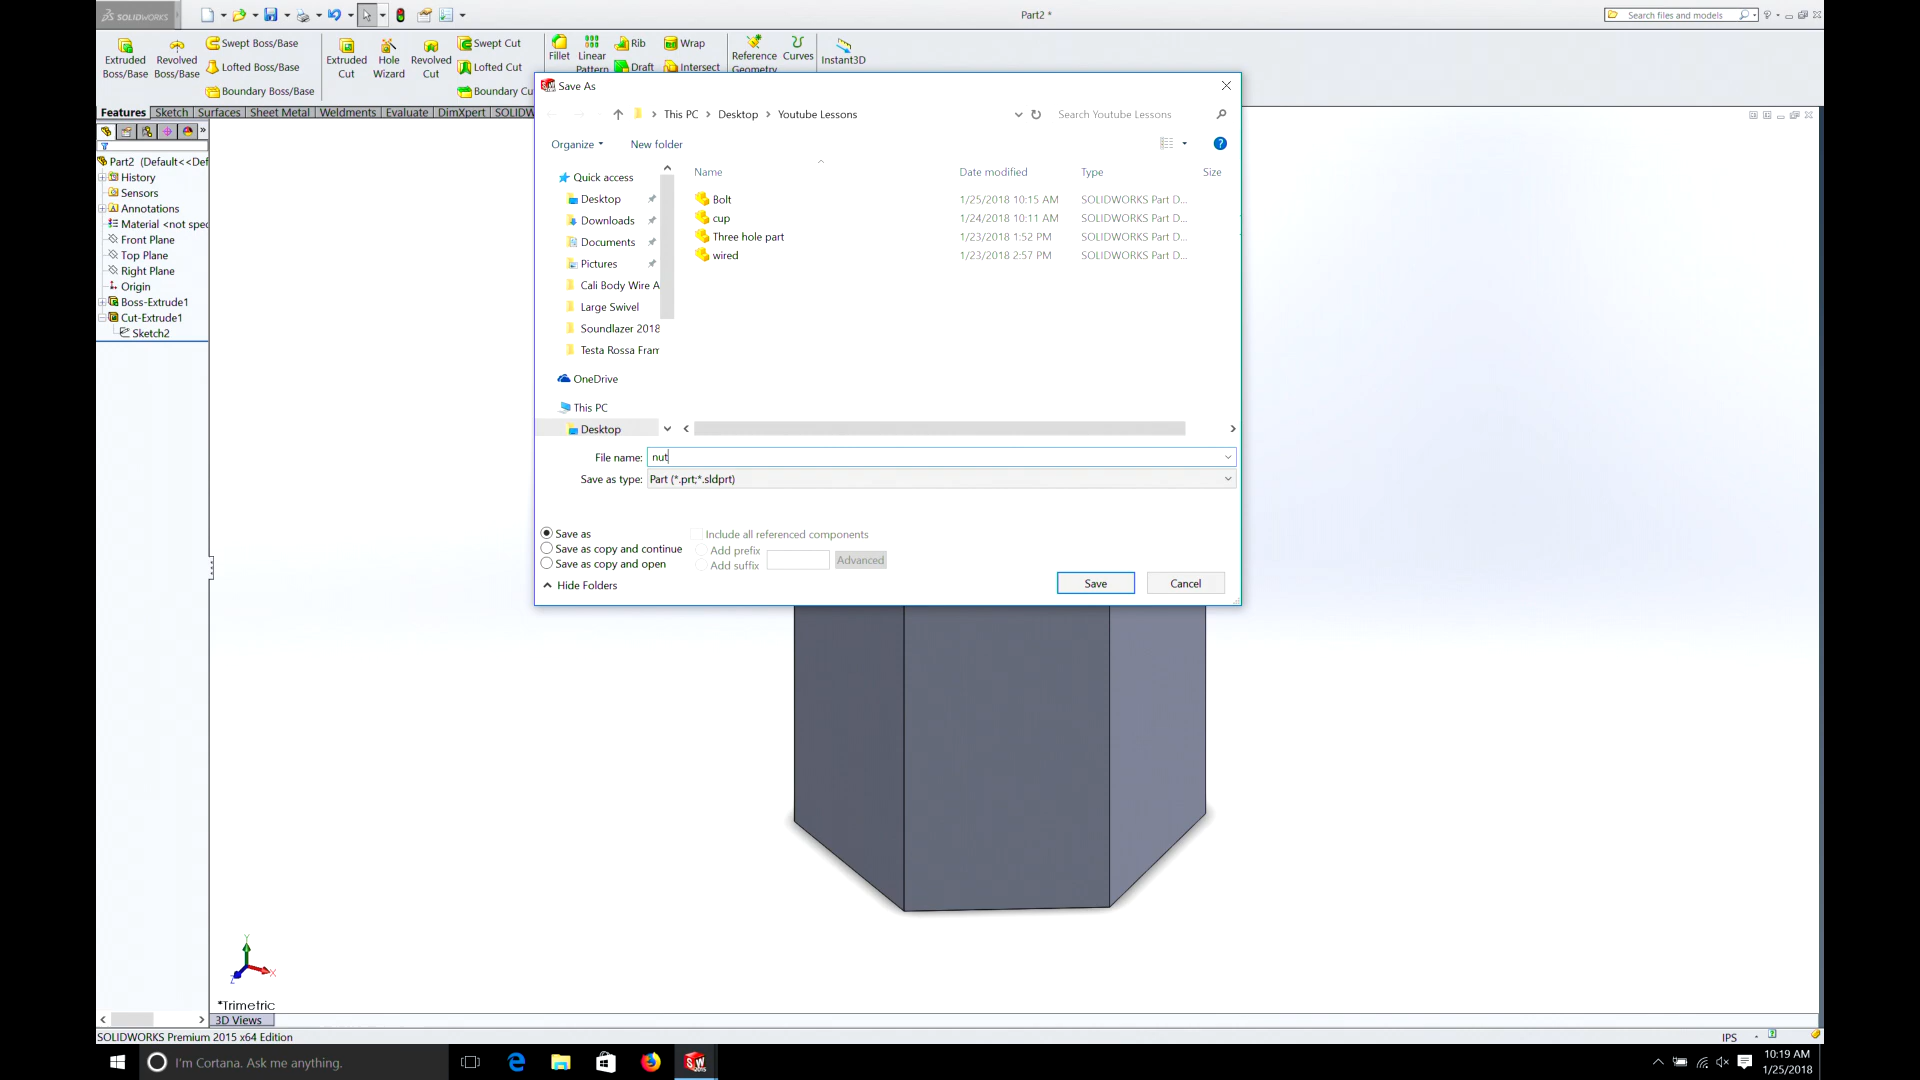 SOLIDWORKS
Part2 *
Search files and models
Extruded Boss/Base
Revolved Boss/Base
Swept Boss/Base
Lofted Boss/Base
Boundary Boss/Base
Extruded Cut
Hole Wizard
Revolved Cut
Swept Cut
Lofted Cut
Boundary Cu
Fillet
Linear Pattern
Rib
Draft
Wrap
Intersect
Reference Geometry
Curves
Instant3D
Features
Sketch
Surfaces
Sheet Metal
Weldments
Evaluate
DimXpert
SOLIDW
Part2 (Default<<Def
History
Sensors
Annotations
Material <not spec
Front Plane
Top Plane
Right Plane
Origin
Boss-Extrude1
Cut-Extrude1
Sketch2
Save As
This PC > Desktop > Youtube Lessons
Search Youtube Lessons
Organize
New folder
Quick access
Desktop
Downloads
Documents
Pictures
Cali Body Wire A
Large Swivel
Soundlazer 2018
Testa Rossa Fram
OneDrive
This PC
Desktop
Name Date modified Type Size
Bolt 1/25/2018 10:15 AM SOLIDWORKS Part D...
cup 1/24/2018 10:11 AM SOLIDWORKS Part D...
Three hole part 1/23/2018 1:52 PM SOLIDWORKS Part D...
wired 1/23/2018 2:57 PM SOLIDWORKS Part D...
File name: nut
Save as type: Part (*.prt;*.sldprt)
Save as
Save as copy and continue
Save as copy and open
Include all referenced components
Add prefix
Add suffix
Advanced
Hide Folders
Save
Cancel
Y
X
Z
*Trimetric
3D Views
SOLIDWORKS Premium 2015 x64 Edition
IPS
I'm Cortana. Ask me anything.
SW
2015
10:19 AM
1/25/2018